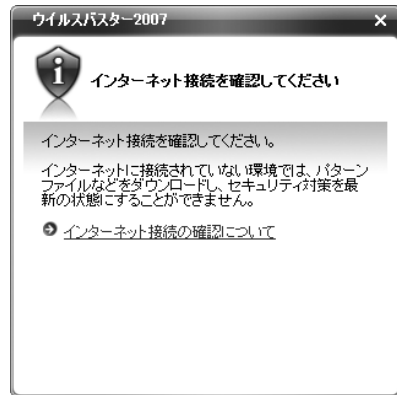 ウイルスバスター2007
インターネット接続を確認してください
インターネット接続を確認してください。
インターネットに接続されていない環境では、パターン
ファイルなどをダウンロードし、セキュリティ対策を最
新の状態にすることができません。
インターネット接続の確認について